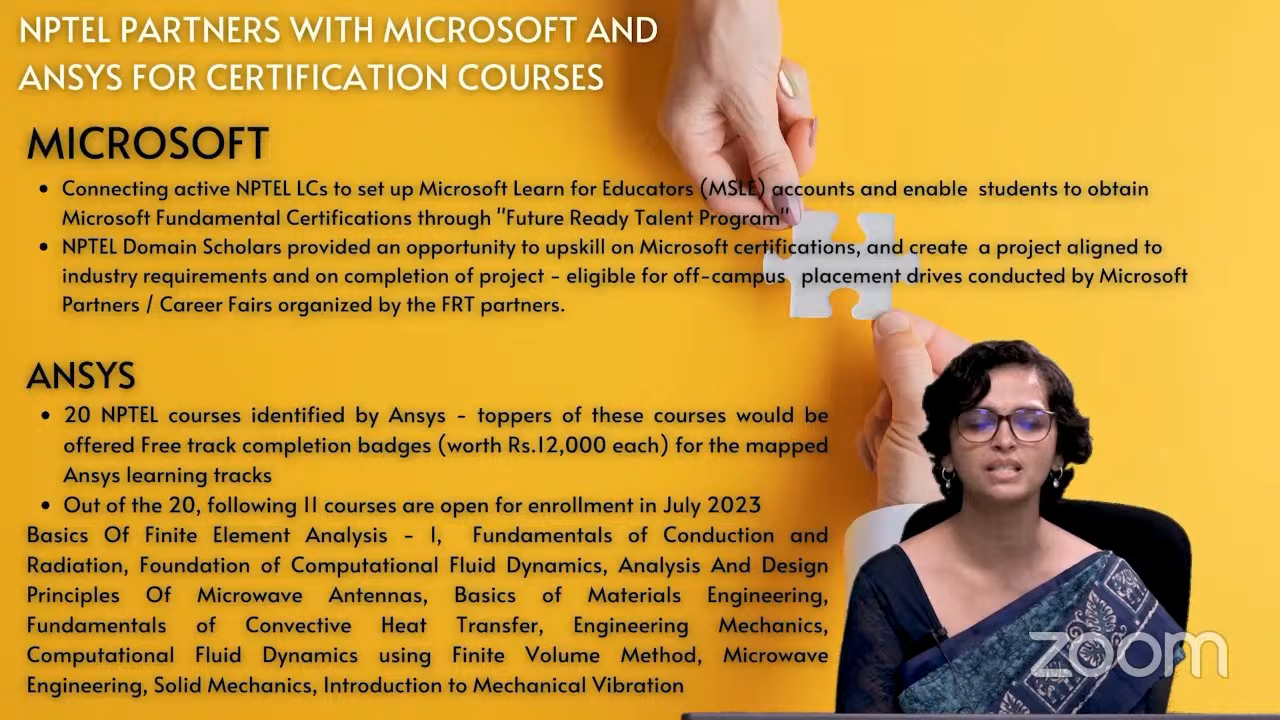 NPTEL PARTNERS WITH MICROSOFT AND
ANSYS FOR CERTIFICATION COURSES
MICROSOFT
• Connecting active NPTEL LCs to set up Microsoft Learn for Educators (MSLE) accounts and enable students to obtain
Microsoft Fundamental Certifications through "Future Ready Talent Program"
• NPTEL Domain Scholars provided an opportunity to upskill on Microsoft certifications, and create a project aligned to
industry requirements and on completion of project - eligible for off-campus placement drives conducted by Microsoft
Partners / Career Fairs organized by the FRT partners.
ANSYS
• 20 NPTEL courses identified by Ansys - toppers of these courses would be
offered Free track completion badges (worth Rs.12,000 each) for the mapped
Ansys learning tracks
• Out of the 20, following 11 courses are open for enrollment in July 2023
Basics Of Finite Element Analysis - I, Fundamentals of Conduction and
Radiation, Foundation of Computational Fluid Dynamics, Analysis And Design
Principles Of Microwave Antennas, Basics of Materials Engineering,
Fundamentals of Convective Heat Transfer, Engineering Mechanics,
Computational Fluid Dynamics using Finite Volume Method, Microwave
Engineering, Solid Mechanics, Introduction to Mechanical Vibration
zoom